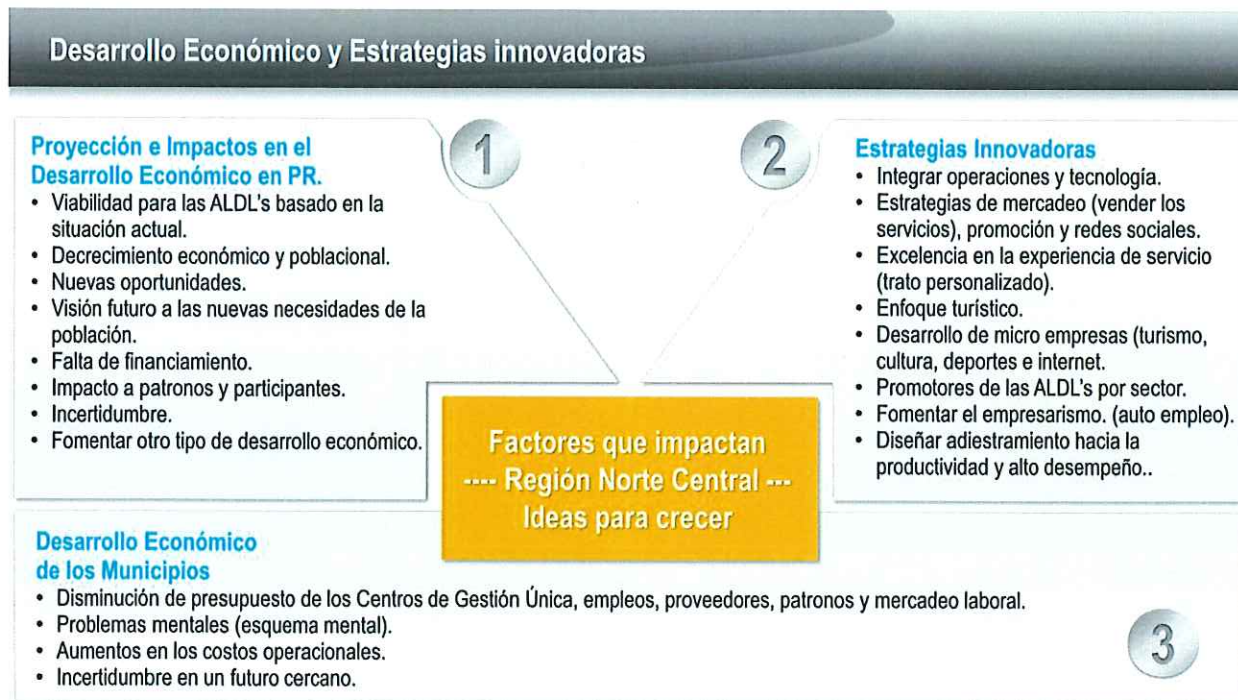 Desarrollo Económico y Estrategias innovadoras
1
Proyección e Impactos en el
Desarrollo Económico en PR.
• Viabilidad para las ALDL's basado en la
situación actual.
• Decrecimiento económico y poblacional.
• Nuevas oportunidades.
• Visión futuro a las nuevas necesidades de la
población.
• Falta de financiamiento.
• Impacto a patronos y participantes.
• Incertidumbre.
• Fomentar otro tipo de desarrollo económico.
2
Estrategias Innovadoras
• Integrar operaciones y tecnología.
• Estrategias de mercadeo (vender los
servicios), promoción y redes sociales.
• Excelencia en la experiencia de servicio
(trato personalizado).
• Enfoque turístico.
• Desarrollo de micro empresas (turismo,
cultura, deportes e internet.
• Promotores de las ALDL's por sector.
• Fomentar el empresarismo. (auto empleo).
• Diseñar adiestramiento hacia la
productividad y alto desempeño..
Factores que impactan
---- Región Norte Central ---
Ideas para crecer
Desarrollo Económico
de los Municipios
• Disminución de presupuesto de los Centros de Gestión Única, empleos, proveedores, patronos y mercadeo laboral.
• Problemas mentales (esquema mental).
• Aumentos en los costos operacionales.
• Incertidumbre en un futuro cercano.
3